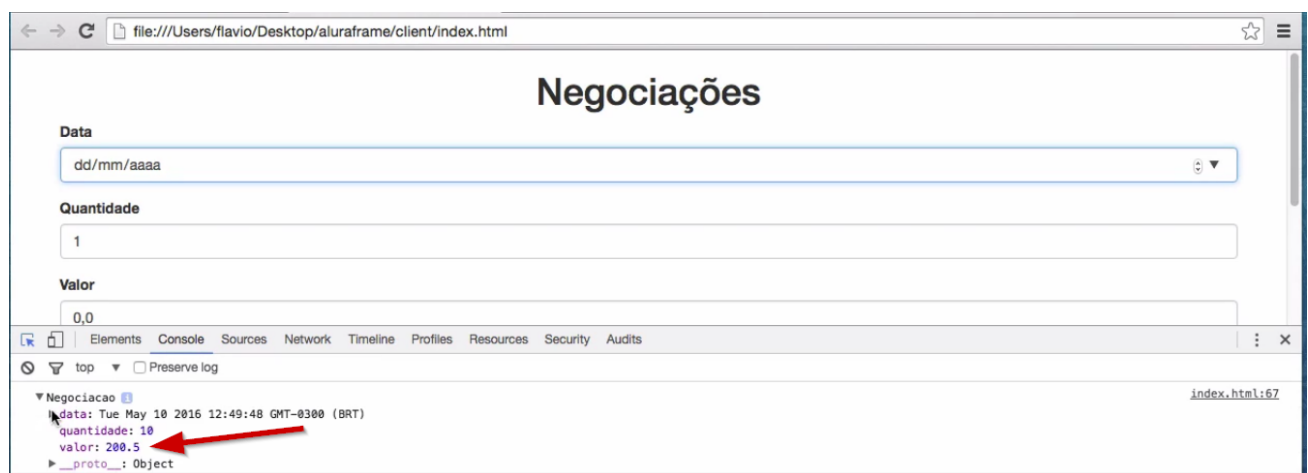 file:///Users/flavio/Desktop/aluraframe/client/index.html
Negociações
Data
dd/mm/aaaa
Quantidade
1
Valor
0,0
Elements Console Sources Network Timeline Profiles Resources Security Audits
top Preserve log
Negociacao index.html:67
data: Tue May 10 2016 12:49:48 GMT-0300 (BRT)
quantidade: 10
valor: 200.5
__proto__: Object